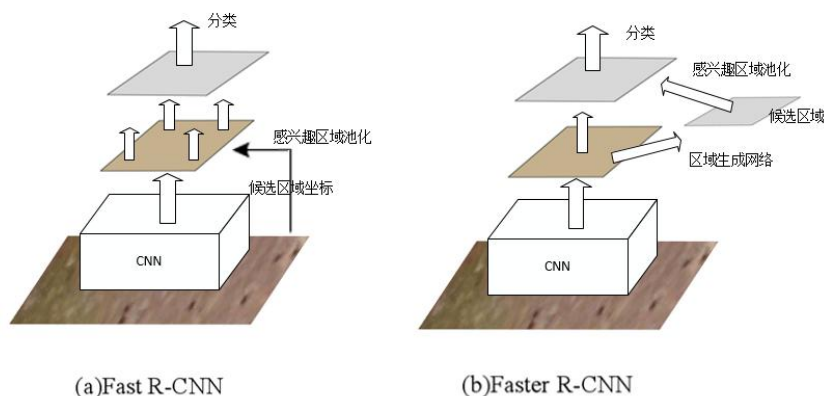 分类
感兴趣区域池化
候选区域坐标
CNN
(a)Fast R-CNN
分类
感兴趣区域池化
候选区域
区域生成网络
CNN
(b)Faster R-CNN